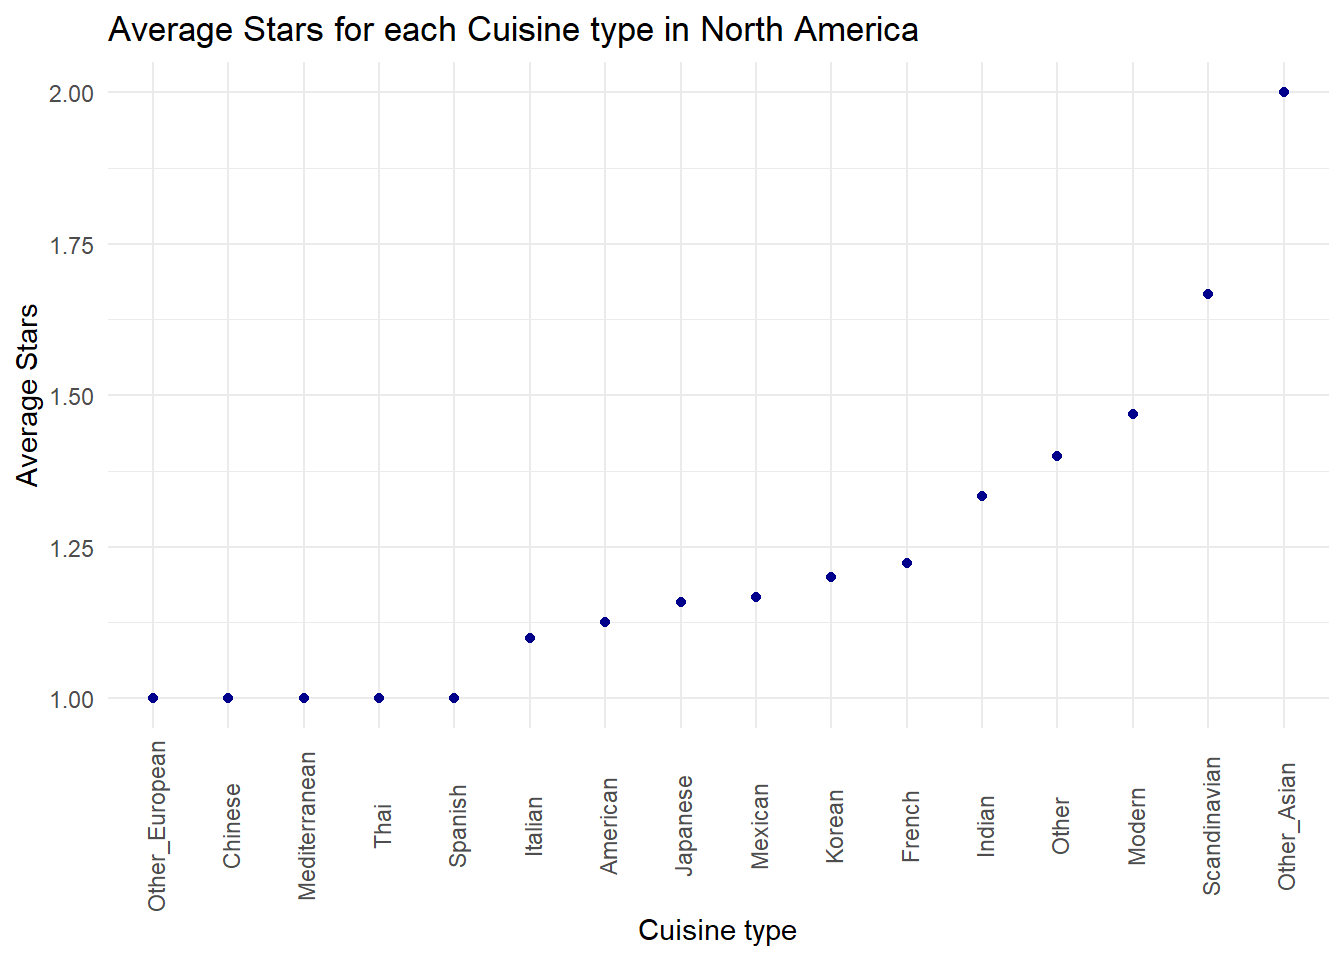 Average Stars for each Cuisine type in North America
2.00
1.75
1.50
1.25
1.00
Average Stars
Other_European
Chinese
Mediterranean
Thai
Spanish
Italian
American
Japanese
Mexican
Korean
French
Indian
Other
Modern
Scandinavian
Other_Asian
Cuisine type